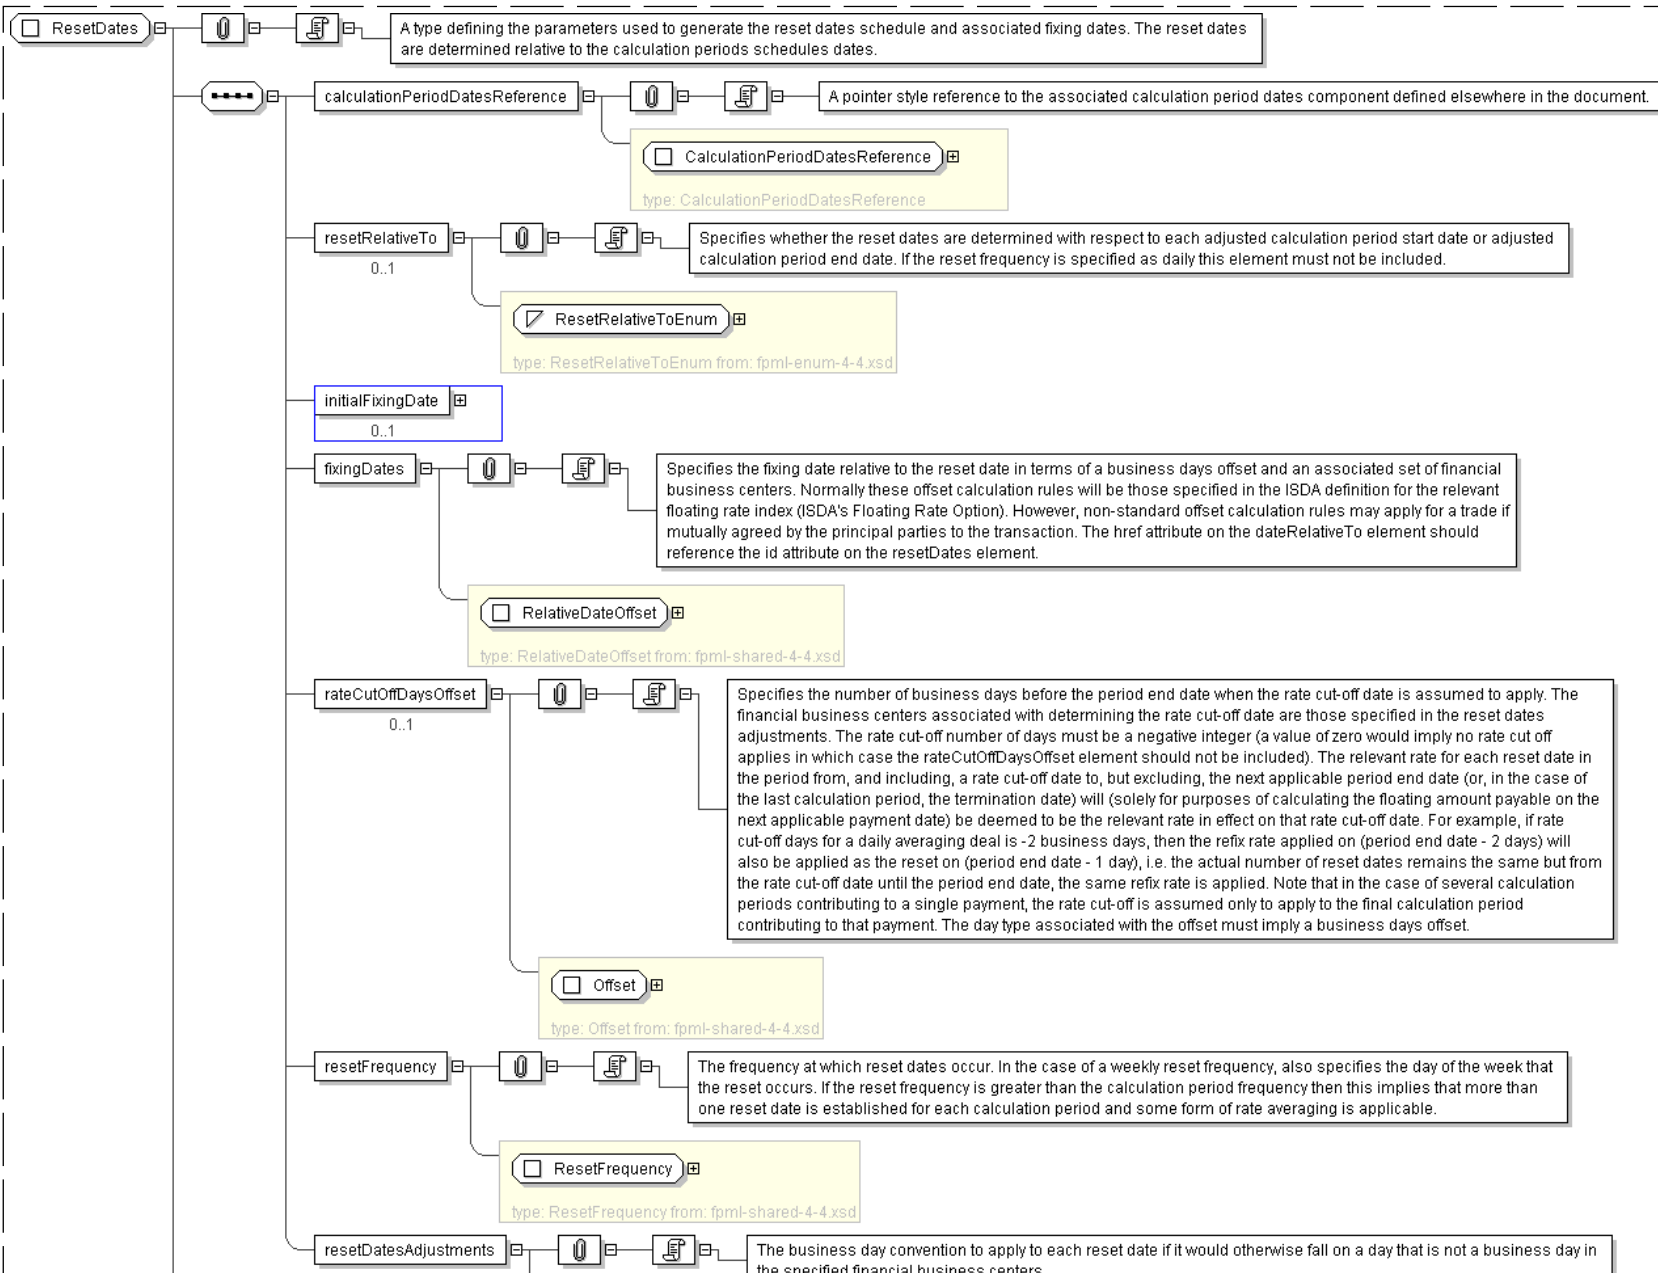 ResetDates
A type defining the parameters used to generate the reset dates schedule and associated fixing dates. The reset dates
are determined relative to the calculation periods schedules dates.
calculationPeriodDatesReference
A pointer style reference to the associated calculation period dates component defined elsewhere in the document.
CalculationPeriodDatesReference
type: CalculationPeriodDatesReference
resetRelativeTo
0..1
Specifies whether the reset dates are determined with respect to each adjusted calculation period start date or adjusted
calculation period end date. If the reset frequency is specified as daily this element must not be included.
ResetRelativeToEnum
type: ResetRelativeToEnum from: fpml-enum-4-4.xsd
initialFixingDate
0..1
fixingDates
Specifies the fixing date relative to the reset date in terms of a business days offset and an associated set of financial
business centers. Normally these offset calculation rules will be those specified in the ISDA definition for the relevant
floating rate index (ISDA's Floating Rate Option). However, non-standard offset calculation rules may apply for a trade if
mutually agreed by the principal parties to the transaction. The href attribute on the dateRelativeTo element should
reference the id attribute on the resetDates element.
RelativeDateOffset
type: RelativeDateOffset from: fpml-shared-4-4.xsd
rateCutOffDaysOffset
0..1
Specifies the number of business days before the period end date when the rate cut-off date is assumed to apply. The
financial business centers associated with determining the rate cut-off date are those specified in the reset dates
adjustments. The rate cut-off number of days must be a negative integer (a value of zero would imply no rate cut off
applies in which case the rateCutOffDaysOffset element should not be included). The relevant rate for each reset date in
the period from, and including, a rate cut-off date to, but excluding, the next applicable period end date (or, in the case of
the last calculation period, the termination date) will (solely for purposes of calculating the floating amount payable on the
next applicable payment date) be deemed to be the relevant rate in effect on that rate cut-off date. For example, if rate
cut-off days for a daily averaging deal is -2 business days, then the refix rate applied on (period end date - 2 days) will
also be applied as the reset on (period end date - 1 day), i.e. the actual number of reset dates remains the same but from
the rate cut-off date until the period end date, the same refix rate is applied. Note that in the case of several calculation
periods contributing to a single payment, the rate cut-off is assumed only to apply to the final calculation period
contributing to that payment. The day type associated with the offset must imply a business days offset.
Offset
type: Offset from: fpml-shared-4-4.xsd
resetFrequency
The frequency at which reset dates occur. In the case of a weekly reset frequency, also specifies the day of the week that
the reset occurs. If the reset frequency is greater than the calculation period frequency then this implies that more than
one reset date is established for each calculation period and some form of rate averaging is applicable.
ResetFrequency
type: ResetFrequency from: fpml-shared-4-4.xsd
resetDatesAdjustments
The business day convention to apply to each reset date if it would otherwise fall on a day that is not a business day in
the specified financial business centers.